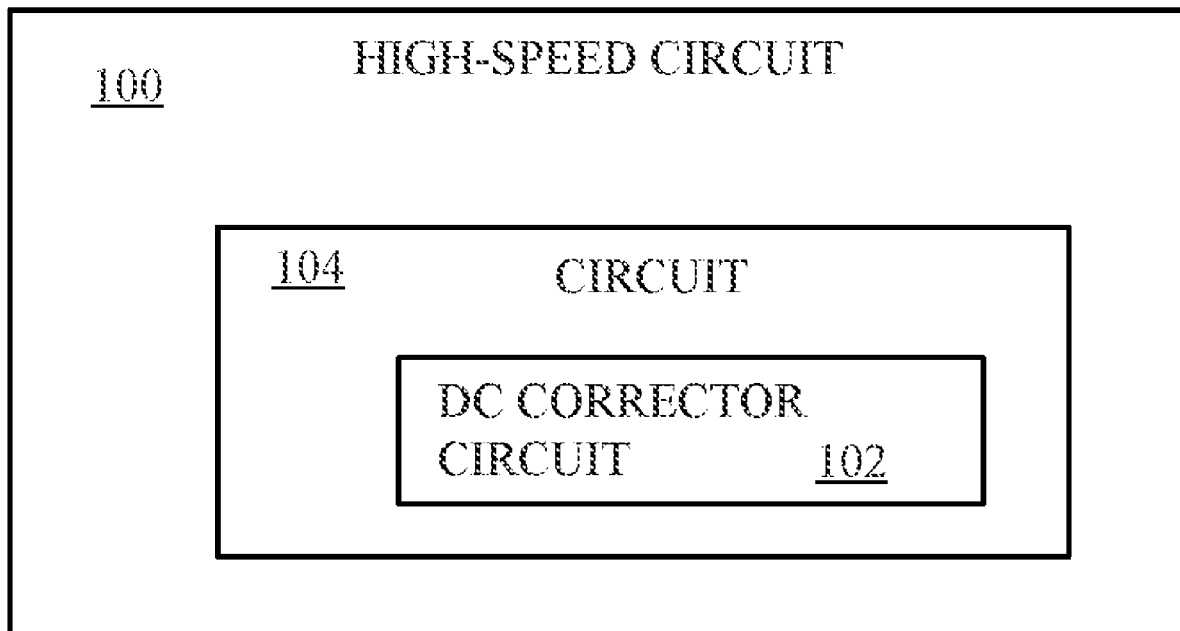 HIGH-SPEED CIRCUIT
100
104
CIRCUIT
DC CORRECTOR
CIRCUIT 102